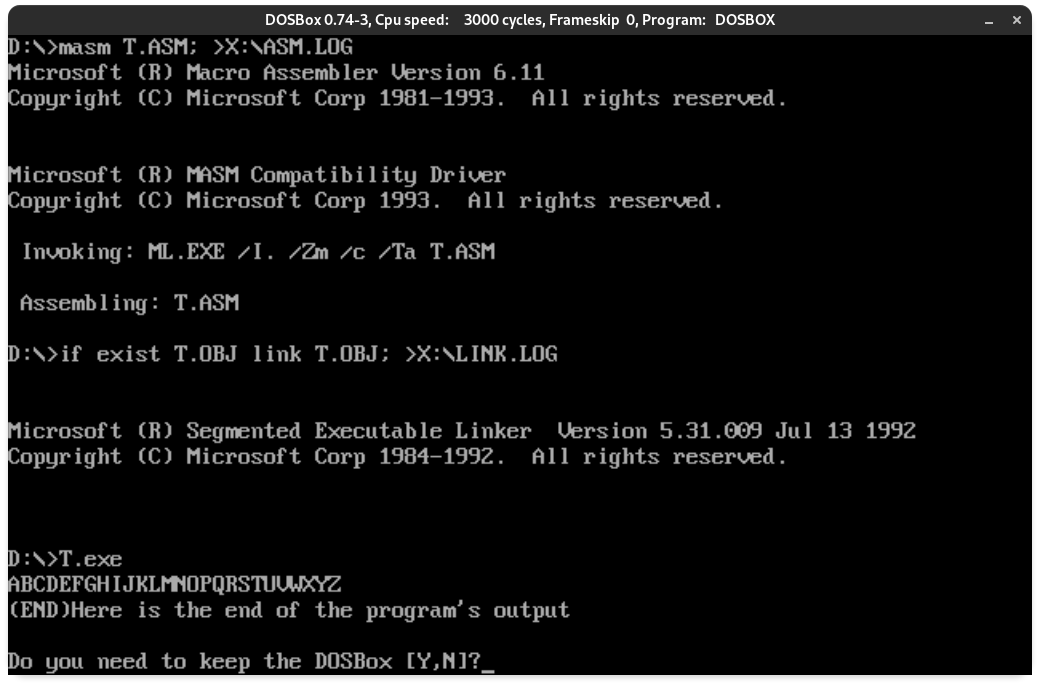 DOSBox 0.74-3, Cpu speed:    3000 cycles, Frameskip  0, Program:   DOSBOX
D:\>masm T.ASM; >X:\ASM.LOG
Microsoft (R) Macro Assembler Version 6.11
Copyright (C) Microsoft Corp 1981-1993.  All rights reserved.
Microsoft (R) MASM Compatibility Driver
Copyright (C) Microsoft Corp 1993.  All rights reserved.
Invoking: ML.EXE /I. /Zm /c /Ta T.ASM
Assembling: T.ASM
D:\>if exist T.OBJ link T.OBJ; >X:\LINK.LOG
Microsoft (R) Segmented Executable Linker  Version 5.31.009 Jul 13 1992
Copyright (C) Microsoft Corp 1984-1992.  All rights reserved.
D:\>T.exe
ABCDEFGHIJKLMNOPQRSTUVWXYZ
(END)Here is the end of the program's output
Do you need to keep the DOSBox [Y,N]?_